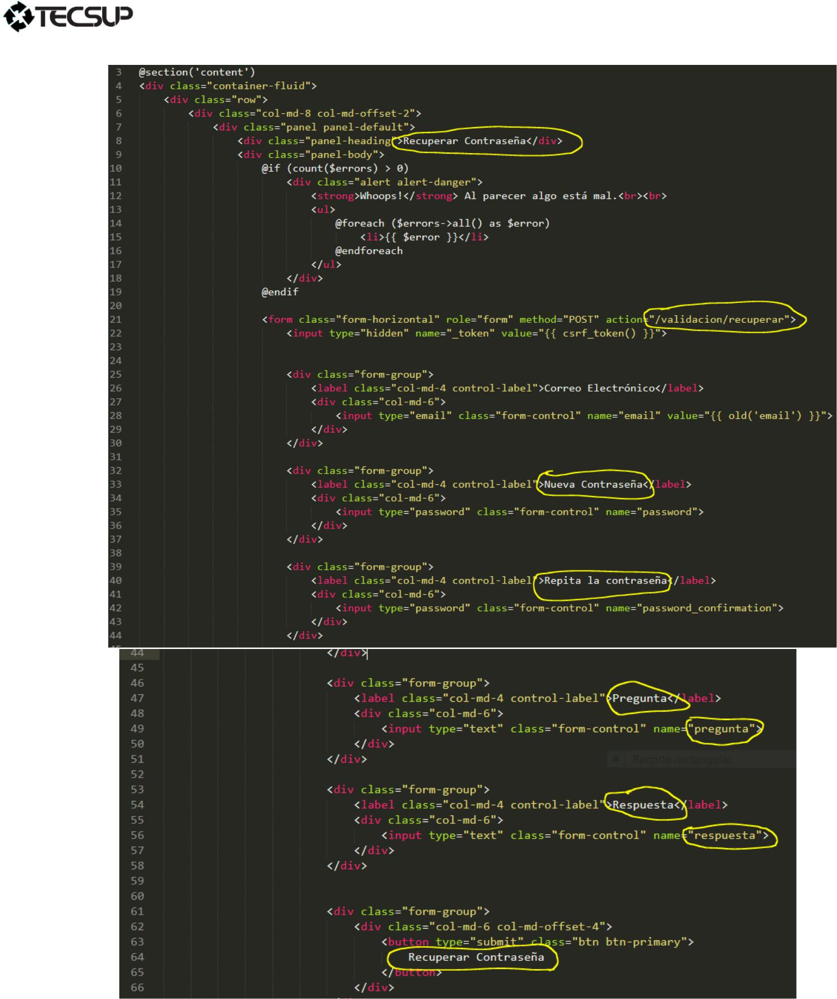 TECSUP
3 @section('content')
4 <div class="container-fluid">
5 <div class="row">
6 <div class="col-md-8 col-md-offset-2">
7 <div class="panel panel-default">
8 <div class="panel-heading">Recuperar Contraseña</div>
9 <div class="panel-body">
10 @if (count($errors) > 0)
11 <div class="alert alert-danger">
12 <strong>Whoops!</strong> Al parecer algo está mal.<br><br>
13 <ul>
14 @foreach ($errors->all() as $error)
15 <li>{{ $error }}</li>
16 @endforeach
17 </ul>
18 </div>
19 @endif
20
21 <form class="form-horizontal" role="form" method="POST" action="/validacion/recuperar">
22 <input type="hidden" name="_token" value="{{ csrf_token() }}">
23
24
25 <div class="form-group">
26 <label class="col-md-4 control-label">Correo Electrónico</label>
27 <div class="col-md-6">
28 <input type="email" class="form-control" name="email" value="{{ old('email') }}">
29 </div>
30 </div>
31
32 <div class="form-group">
33 <label class="col-md-4 control-label">Nueva Contraseña</label>
34 <div class="col-md-6">
35 <input type="password" class="form-control" name="password">
36 </div>
37 </div>
38
39 <div class="form-group">
40 <label class="col-md-4 control-label">Repita la contraseña</label>
41 <div class="col-md-6">
42 <input type="password" class="form-control" name="password_confirmation">
43 </div>
44 </div>
44 </div>
45
46 <div class="form-group">
47 <label class="col-md-4 control-label">Pregunta</label>
48 <div class="col-md-6">
49 <input type="text" class="form-control" name="pregunta">
50 </div>
51 </div>
Recorte rectangular
52
53 <div class="form-group">
54 <label class="col-md-4 control-label">Respuesta</label>
55 <div class="col-md-6">
56 <input type="text" class="form-control" name="respuesta">
57 </div>
58 </div>
59
60
61 <div class="form-group">
62 <div class="col-md-6 col-md-offset-4">
63 <button type="submit" class="btn btn-primary">
64 Recuperar Contraseña
65 </button>
66 </div>